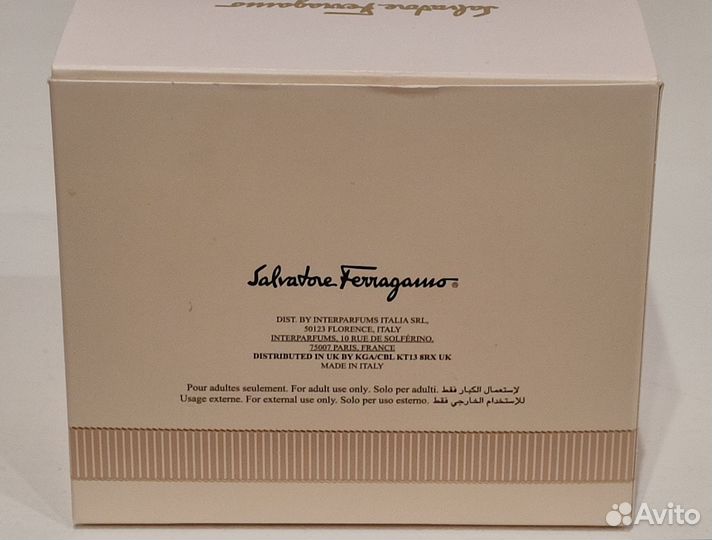 Salvatore Ferragamo
Salvatore Ferragamo®
DIST. BY INTERPARFUMS ITALIA SRL,
50123 FLORENCE, ITALY
INTERPARFUMS, 10 RUE DE SOLFÉRINO,
75007 PARIS, FRANCE
DISTRIBUTED IN UK BY KGA/CBL KT13 8RX UK
MADE IN ITALY
Pour adultes seulement. For adult use only. Solo per adulti. لاستعمال الكبار فقط.
Usage externe. For external use only. Solo per uso esterno. للإستخدام الخارجي فقط.
Avito